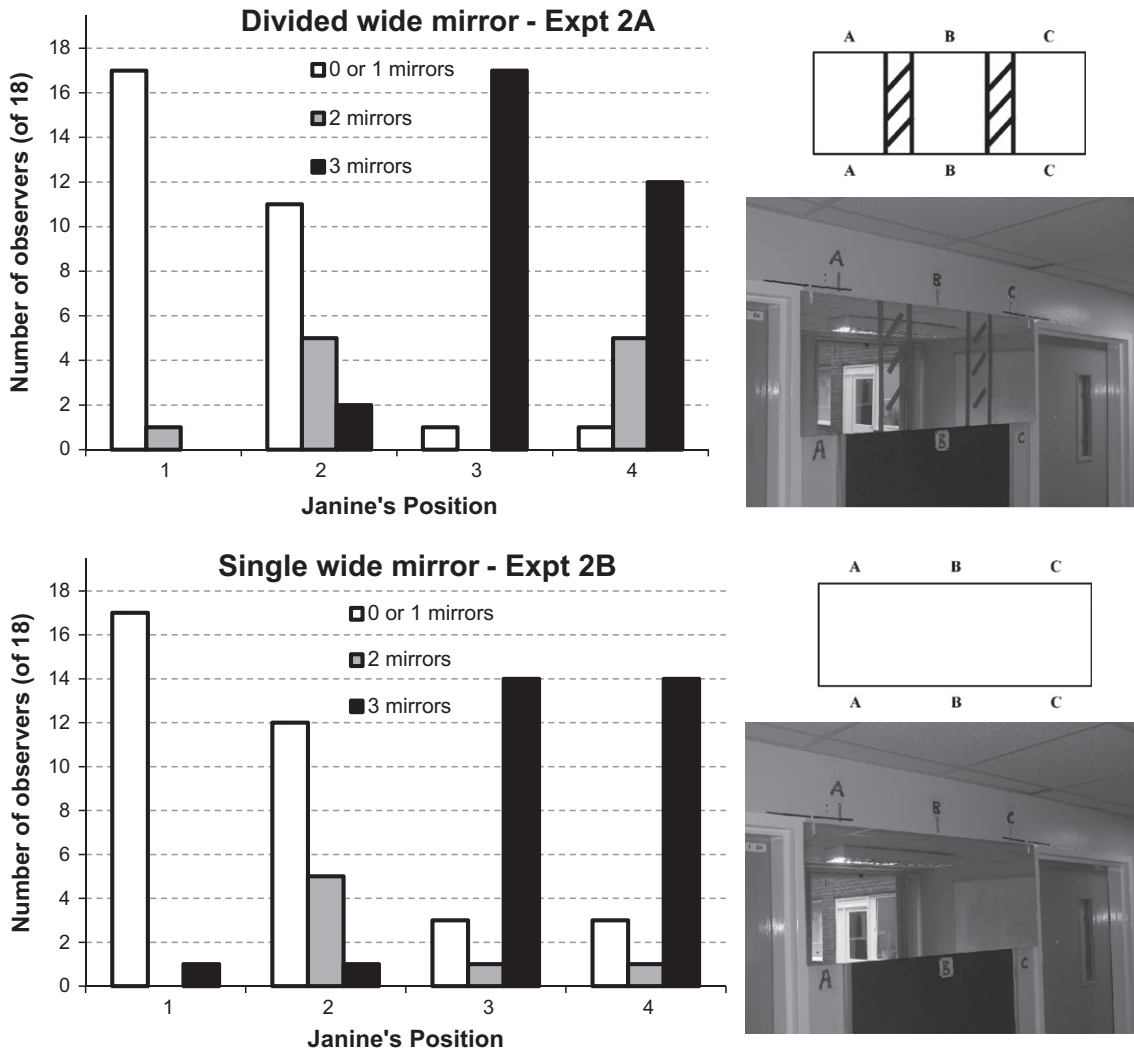 Divided wide mirror - Expt 2A
Number of observers (of 18)
18
16
14
12
10
8
6
4
2
0
0 or 1 mirrors
2 mirrors
3 mirrors
1 2 3 4
Janine's Position
A B C
A B C
A
B
C
A
B
C
Single wide mirror - Expt 2B
Number of observers (of 18)
18
16
14
12
10
8
6
4
2
0
0 or 1 mirrors
2 mirrors
3 mirrors
1 2 3 4
Janine's Position
A B C
A B C
A
B
C
A
B
C